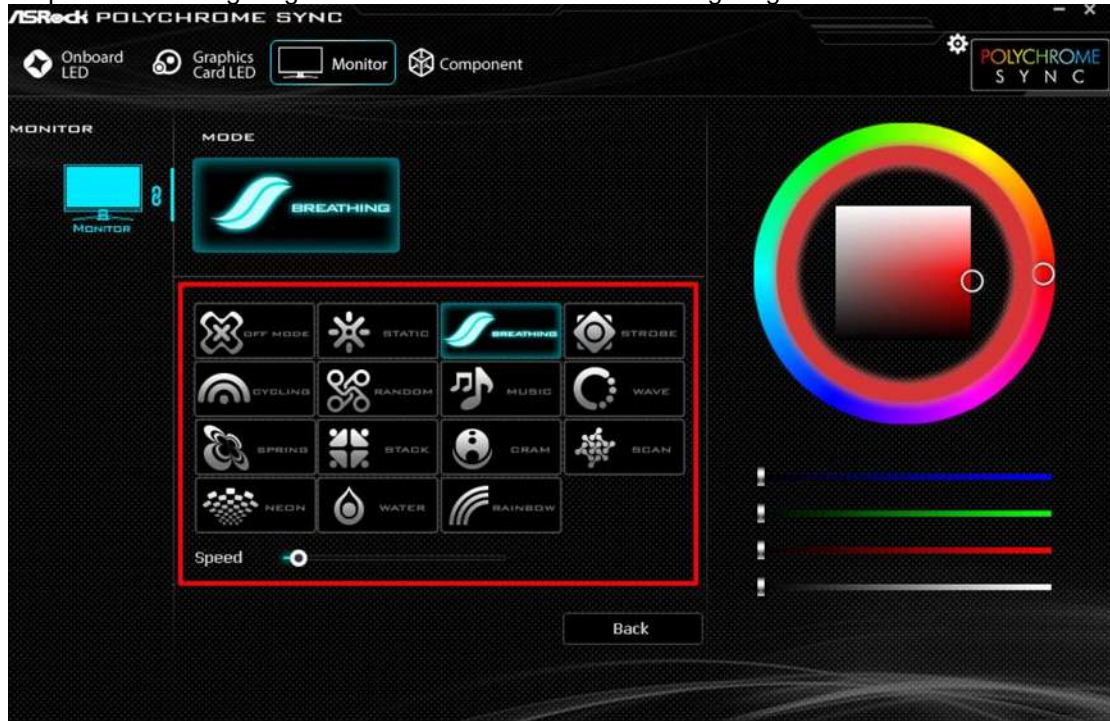 ASRock POLYCHROME SYNC
Onboard LED
Graphics Card LED
Monitor
Component
POLYCHROME SYNC
MONITOR
MODE
BREATHING
MONITOR
OFF MODE
STATIC
BREATHING
STROBE
CYCLING
RANDOM
MUSIC
WAVE
SPRING
STACK
CRAM
SCAN
NEON
WATER
RAINBOW
Speed
Back